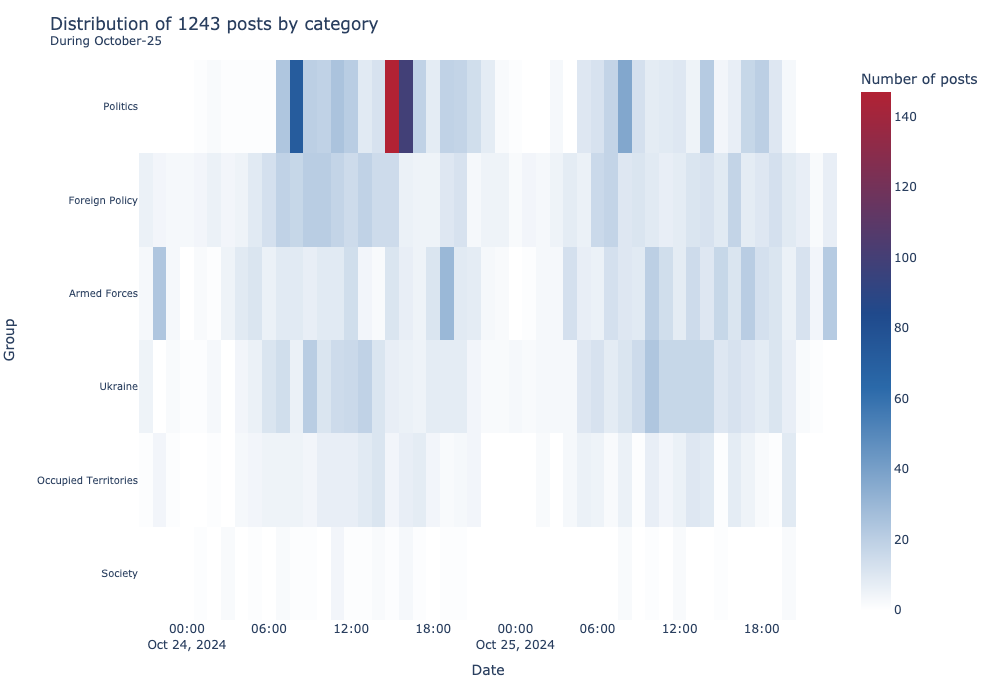 Distribution of 1243 posts by category
During October-25
Number of posts
Group
Politics
Foreign Policy
Armed Forces
Ukraine
Occupied Territories
Society
140
120
100
80
60
40
20
0
00:00 06:00 12:00 18:00 00:00 06:00 12:00 18:00
Oct 24, 2024 Oct 25, 2024
Date